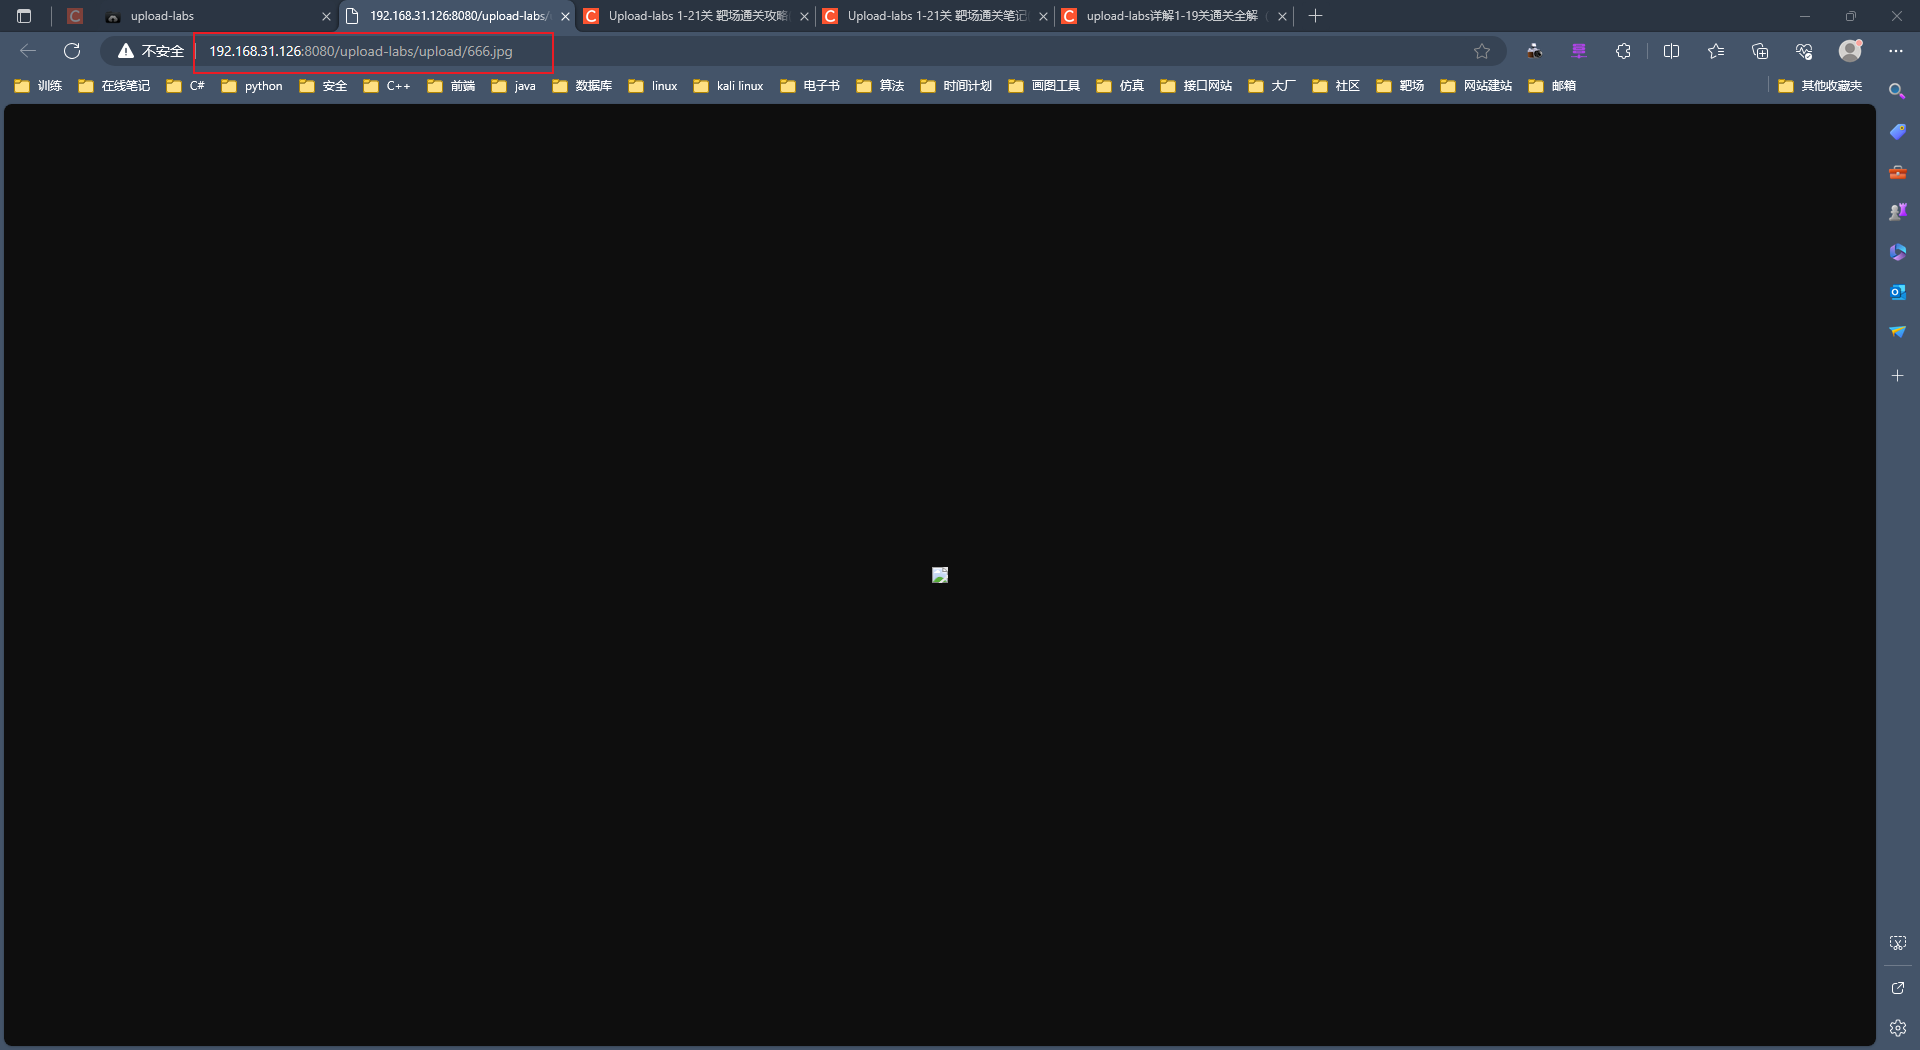 upload-labs
192.168.31.126:8080/upload-labs/
Upload-labs 1-21关 靶场通关攻略
Upload-labs 1-21关 靶场通关笔记
upload-labs详解1-19关通关全解
不安全 192.168.31.126:8080/upload-labs/upload/666.jpg
训练 在线笔记 C# python 安全 C++ 前端 java 数据库 linux kali linux 电子书 算法 时间计划 画图工具 仿真 接口网站 大厂 社区 靶场 网站建站 邮箱 其他收藏夹